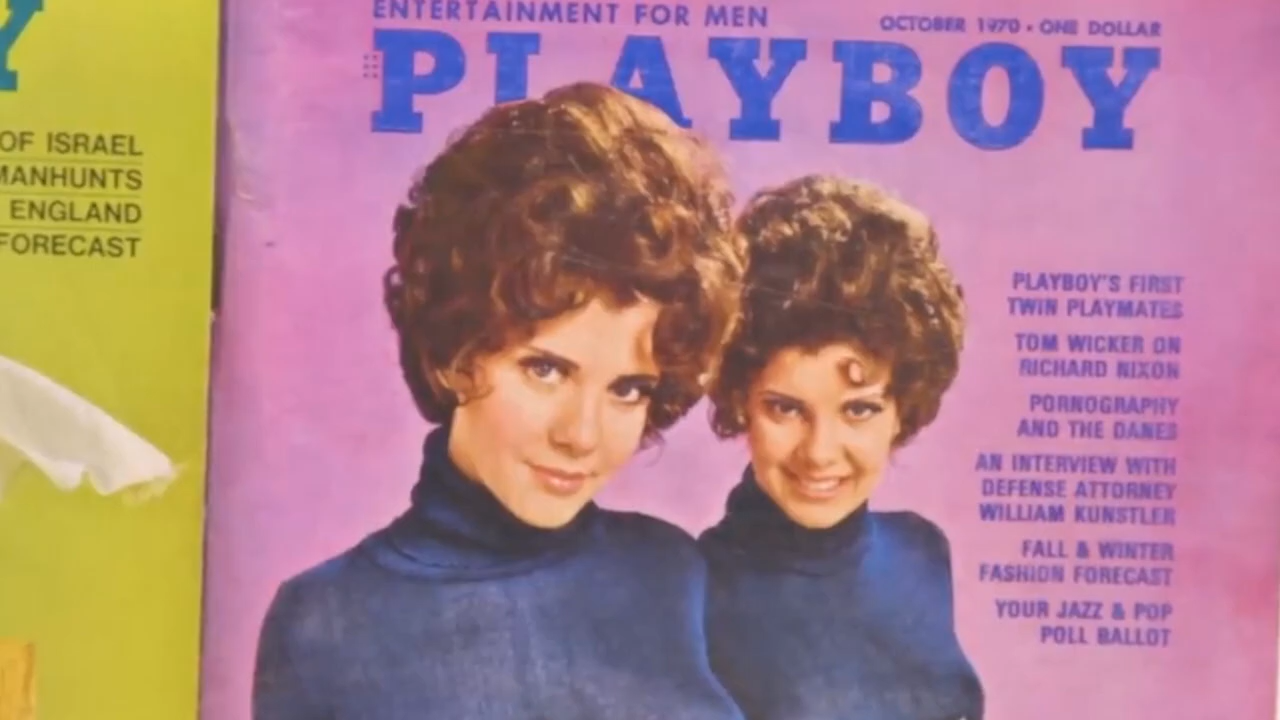 Y
OF ISRAEL
MANHUNTS
ENGLAND
FORECAST
ENTERTAINMENT FOR MEN
OCTOBER 1970 • ONE DOLLAR
PLAYBOY
PLAYBOY'S FIRST
TWIN PLAYMATES
TOM WICKER ON
RICHARD NIXON
PORNOGRAPHY
AND THE DANES
AN INTERVIEW WITH
DEFENSE ATTORNEY
WILLIAM KUNSTLER
FALL & WINTER
FASHION FORECAST
YOUR JAZZ & POP
POLL BALLOT